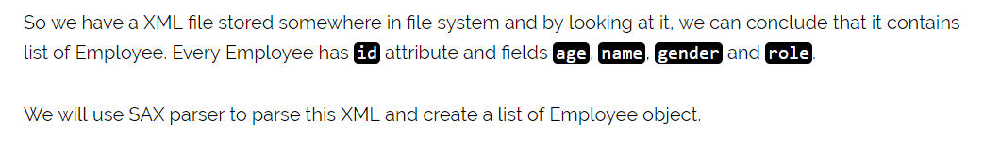 So we have a XML file stored somewhere in file system and by looking at it, we can conclude that it contains
list of Employee. Every Employee has id attribute and fields age, name, gender and role.
We will use SAX parser to parse this XML and create a list of Employee object.